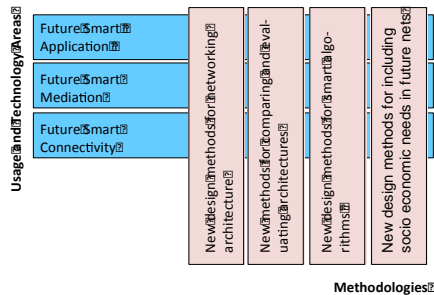 Usage and Technology Areas
Future Smart
Application
Future Smart
Mediation
Future Smart
Connectivity
New design methods for networking
architecture
New methods for comparing and eval-
uating architectures
New design methods for smart algo-
rithms
New design methods for including
socio economic needs in future nets
Methodologies